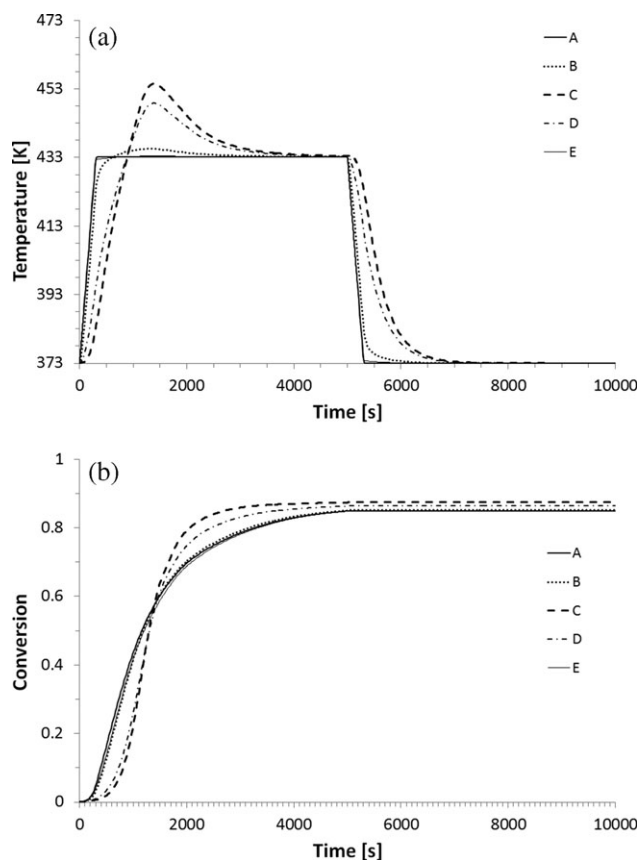 (a)
473
453
433
413
393
373
Temperature [K]
A
B
C
D
E
0
2000
4000
6000
8000
10000
Time [s]
(b)
1
0.8
0.6
0.4
0.2
0
Conversion
A
B
C
D
E
0
2000
4000
6000
8000
10000
Time [s]